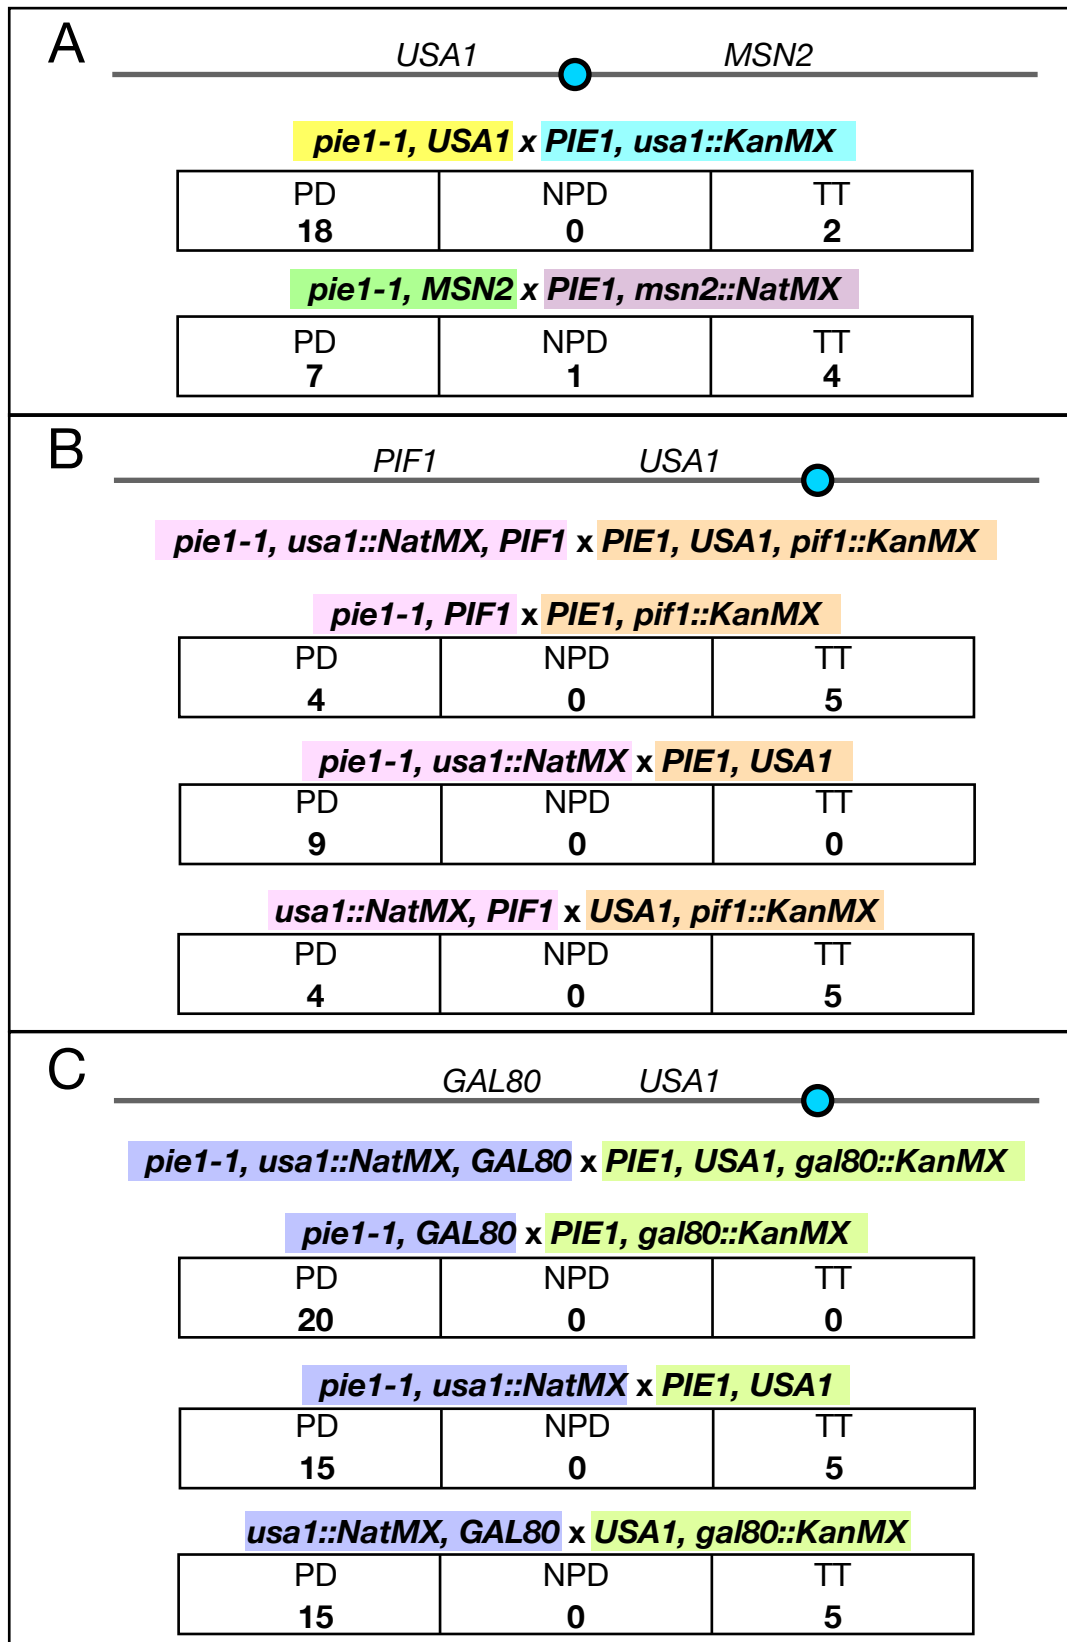 A
USA1 MSN2
pie1-1, USA1 x PIE1, usa1::KanMX
PD NPD TT
18 0 2
pie1-1, MSN2 x PIE1, msn2::NatMX
PD NPD TT
7 1 4
B
PIF1 USA1
pie1-1, usa1::NatMX, PIF1 x PIE1, USA1, pif1::KanMX
pie1-1, PIF1 x PIE1, pif1::KanMX
PD NPD TT
4 0 5
pie1-1, usa1::NatMX x PIE1, USA1
PD NPD TT
9 0 0
usa1::NatMX, PIF1 x USA1, pif1::KanMX
PD NPD TT
4 0 5
C
GAL80 USA1
pie1-1, usa1::NatMX, GAL80 x PIE1, USA1, gal80::KanMX
pie1-1, GAL80 x PIE1, gal80::KanMX
PD NPD TT
20 0 0
pie1-1, usa1::NatMX x PIE1, USA1
PD NPD TT
15 0 5
usa1::NatMX, GAL80 x USA1, gal80::KanMX
PD NPD TT
15 0 5